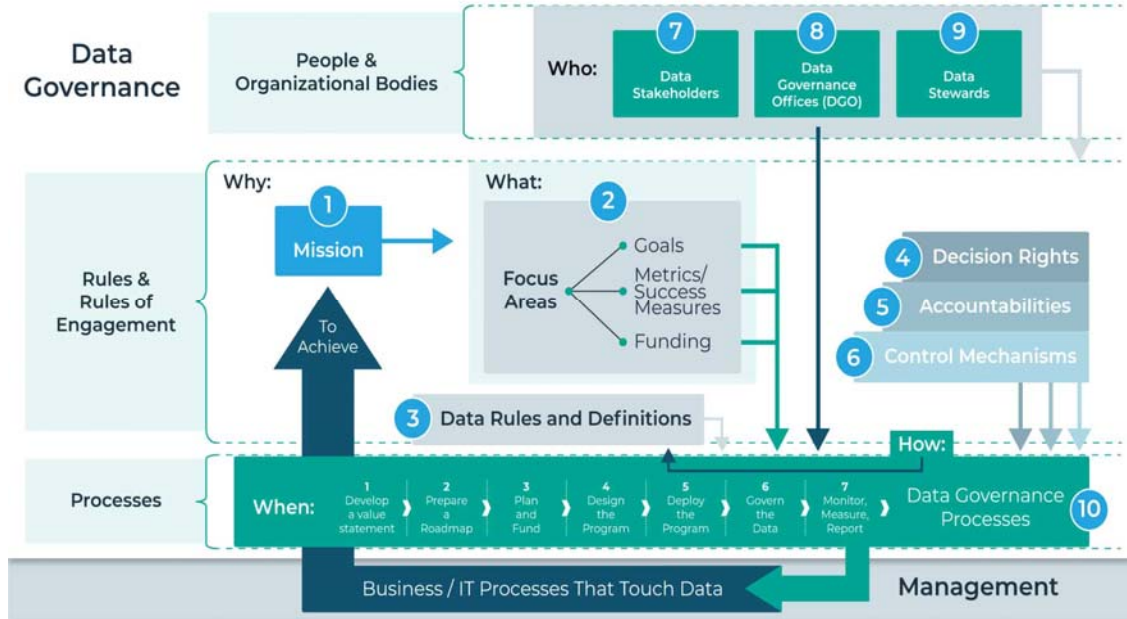 Data
Governance
People &
Organizational Bodies
Who:
7
Data
Stakeholders
8
Data
Governance
Offices (DGO)
9
Data
Stewards
Rules &
Rules of
Engagement
Why:
1
Mission
To
Achieve
What:
2
Focus
Areas
Goals
Metrics/
Success
Measures
Funding
3
Data Rules and Definitions
4
Decision Rights
5
Accountabilities
6
Control Mechanisms
How:
Processes
When:
1
Develop
a value
statement
2
Prepare
a
Roadmap
3
Plan
and
Fund
4
Design
the
Program
5
Deploy
the
Program
6
Govern
the
Data
7
Monitor,
Measure,
Report
Data Governance
Processes
10
Business / IT Processes That Touch Data
Management